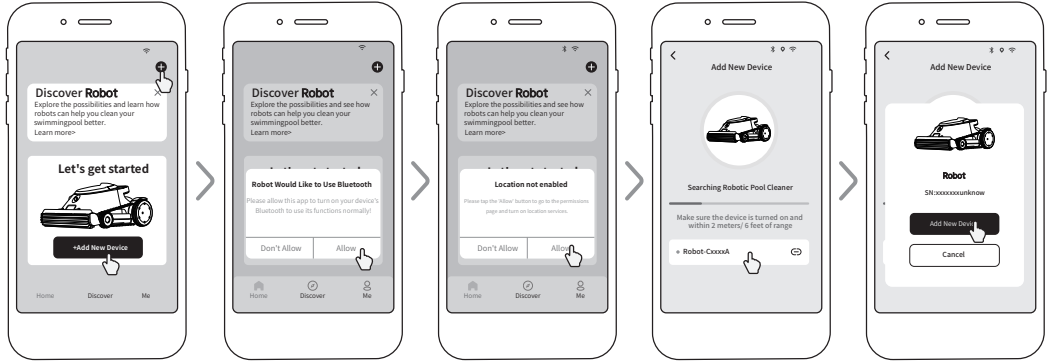 Discover Robot
Explore the possibilities and learn how
robots can help you clean your
swimmingpool better.
Learn more>
Let's get started
+Add New Device
Home Discover Me
Discover Robot
Explore the possibilities and see how
robots can help you clean your
swimmingpool better.
Learn more>
Robot Would Like to Use Bluetooth
Please allow this app to turn on your device's
Bluetooth to use its functions normally!
Don't Allow Allow
Home Discover Me
Discover Robot
Explore the possibilities and see how
robots can help you clean your
swimmingpool better.
Learn more>
Location not enabled
Please tap the 'Allow' button to go to the permissions
page and turn on location services.
Don't Allow Allow
Home Discover Me
Add New Device
Searching Robotic Pool Cleaner
Make sure the device is turned on and
within 2 meters/ 6 feet of range
Robot-CxxxxA
Add New Device
Robot
SN:xxxxxxxunknow
Add New
Cancel